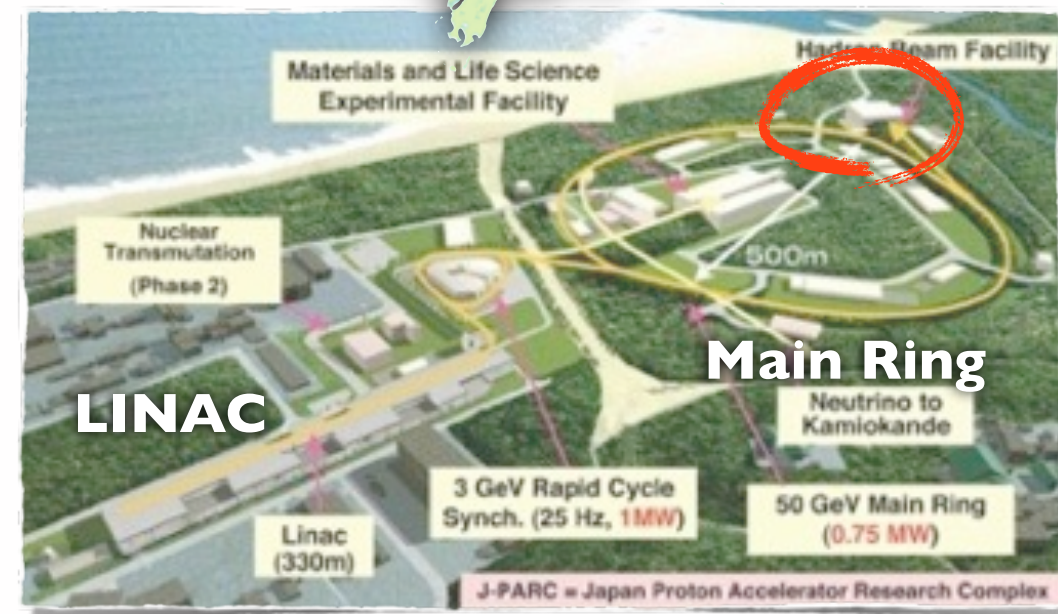 Hadron Beam Facility
Materials and Life Science
Experimental Facility
Nuclear
Transmutation
(Phase 2)
500m
Main Ring
LINAC
Neutrino to
Kamiokande
3 GeV Rapid Cycle
Synch. (25 Hz, 1MW)
50 GeV Main Ring
(0.75 MW)
Linac
(330m)
J-PARC = Japan Proton Accelerator Research Complex